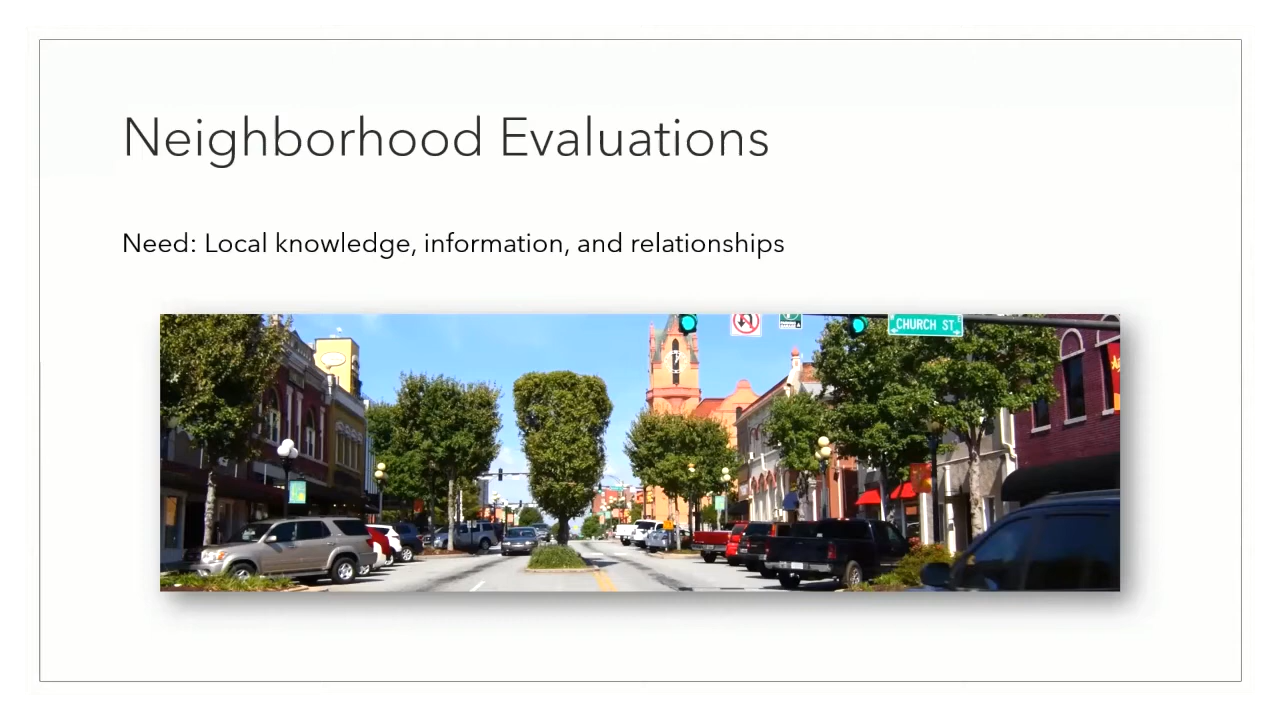 Neighborhood Evaluations
Need: Local knowledge, information, and relationships
CHURCH ST